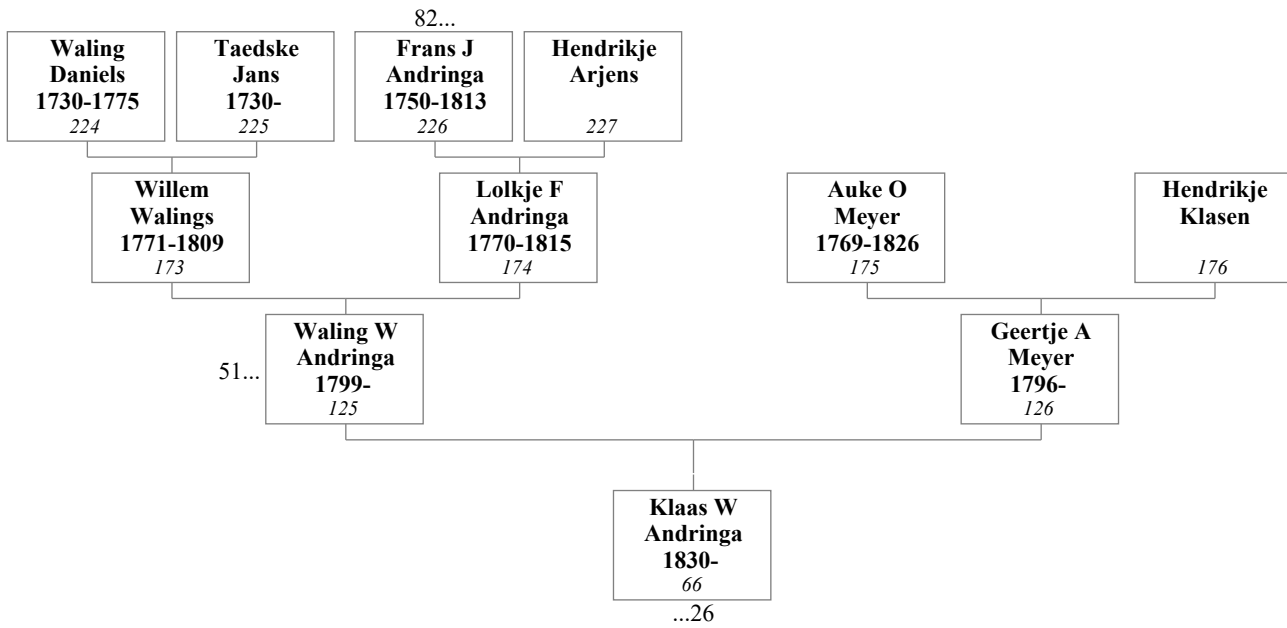 82...
Waling
Daniels
1730-1775
224
Taedske
Jans
1730-
225
Frans J
Andringa
1750-1813
226
Hendrikje
Arjens
227
Willem
Walings
1771-1809
173
Lolkje F
Andringa
1770-1815
174
Auke O
Meyer
1769-1826
175
Hendrikje
Klasen
176
51...
Waling W
Andringa
1799-
125
Geertje A
Meyer
1796-
126
Klaas W
Andringa
1830-
66
...26